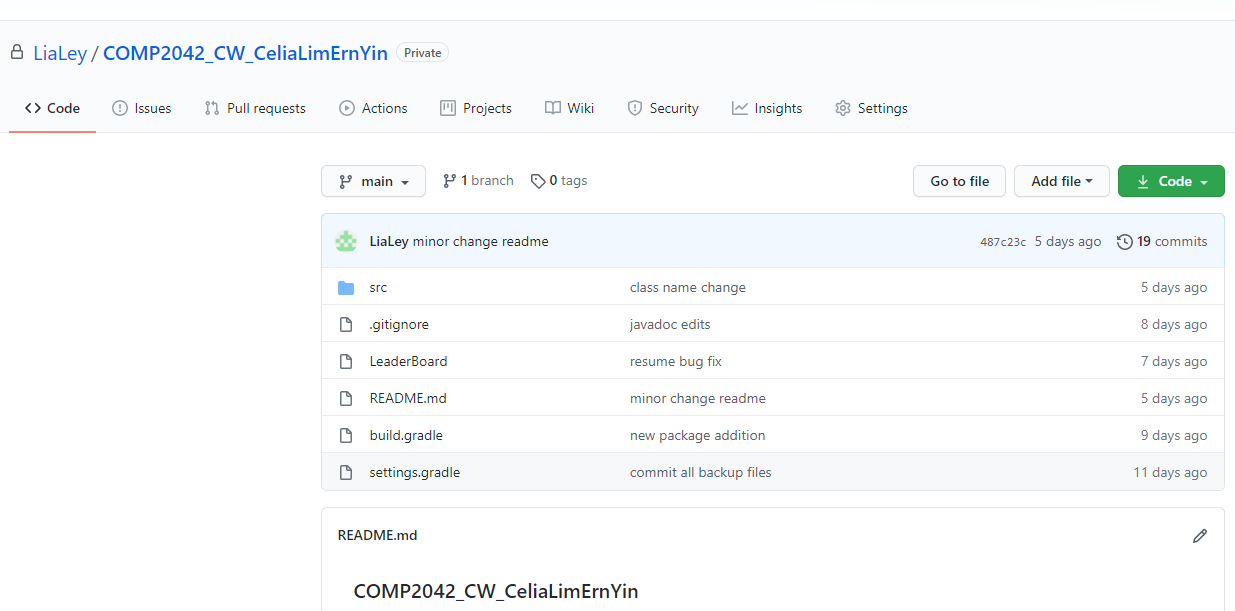 LiaLey / COMP2042_CW_CeliaLimErnYin Private
Code Issues Pull requests Actions Projects Wiki Security Insights Settings
main 1 branch 0 tags Go to file Add file Code
LiaLey minor change readme 487c23c 5 days ago 19 commits
src class name change 5 days ago
.gitignore javadoc edits 8 days ago
LeaderBoard resume bug fix 7 days ago
README.md minor change readme 5 days ago
build.gradle new package addition 9 days ago
settings.gradle commit all backup files 11 days ago
README.md
COMP2042_CW_CeliaLimErnYin